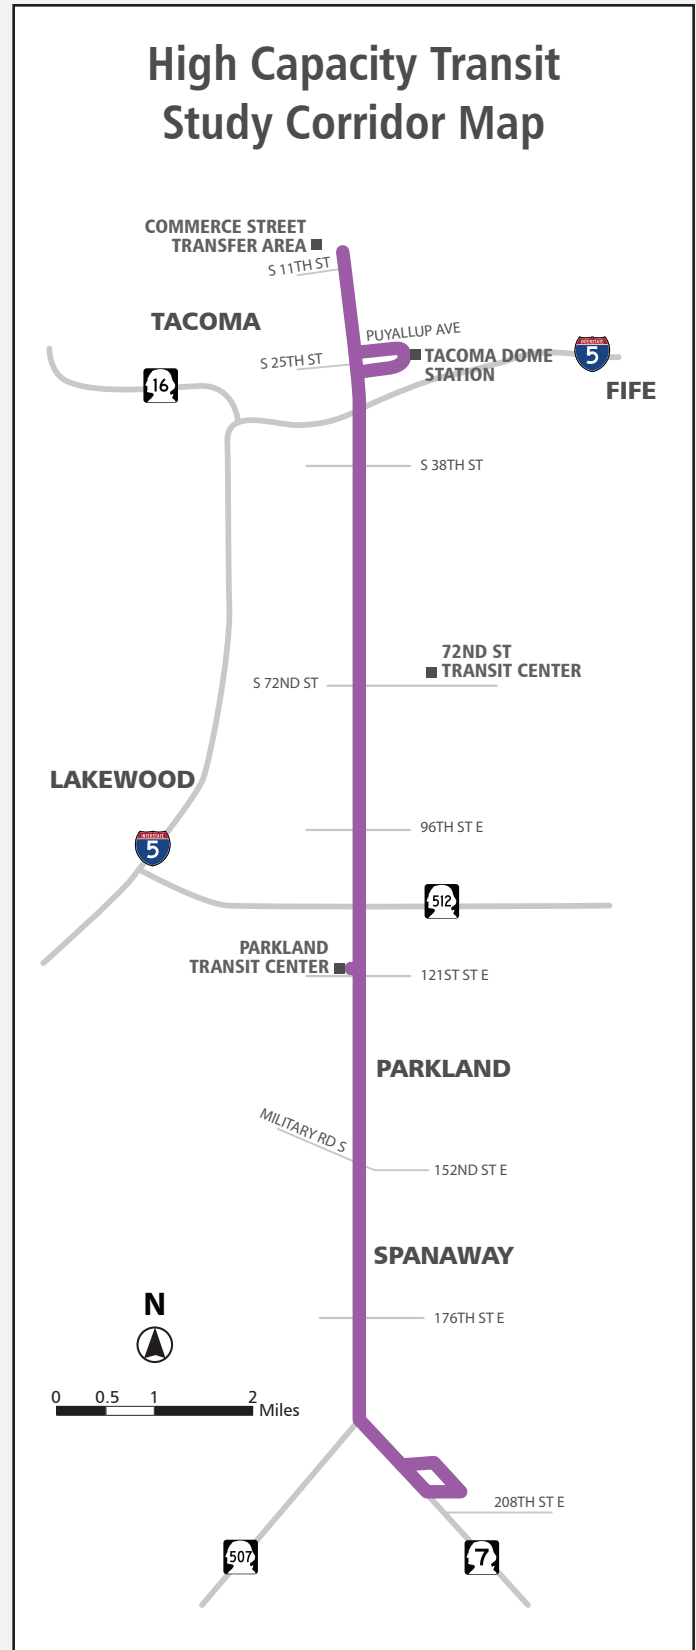 High Capacity Transit
Study Corridor Map
COMMERCE STREET
TRANSFER AREA
S 11TH ST
TACOMA
PUYALLUP AVE
S 25TH ST
TACOMA DOME
STATION
INTERSTATE
5
FIFE
16
S 38TH ST
72ND ST
TRANSIT CENTER
S 72ND ST
LAKEWOOD
96TH ST E
INTERSTATE
5
512
PARKLAND
TRANSIT CENTER
121ST ST E
PARKLAND
MILITARY RD S
152ND ST E
SPANAWAY
N
176TH ST E
0 0.5 1 2
Miles
208TH ST E
507
7